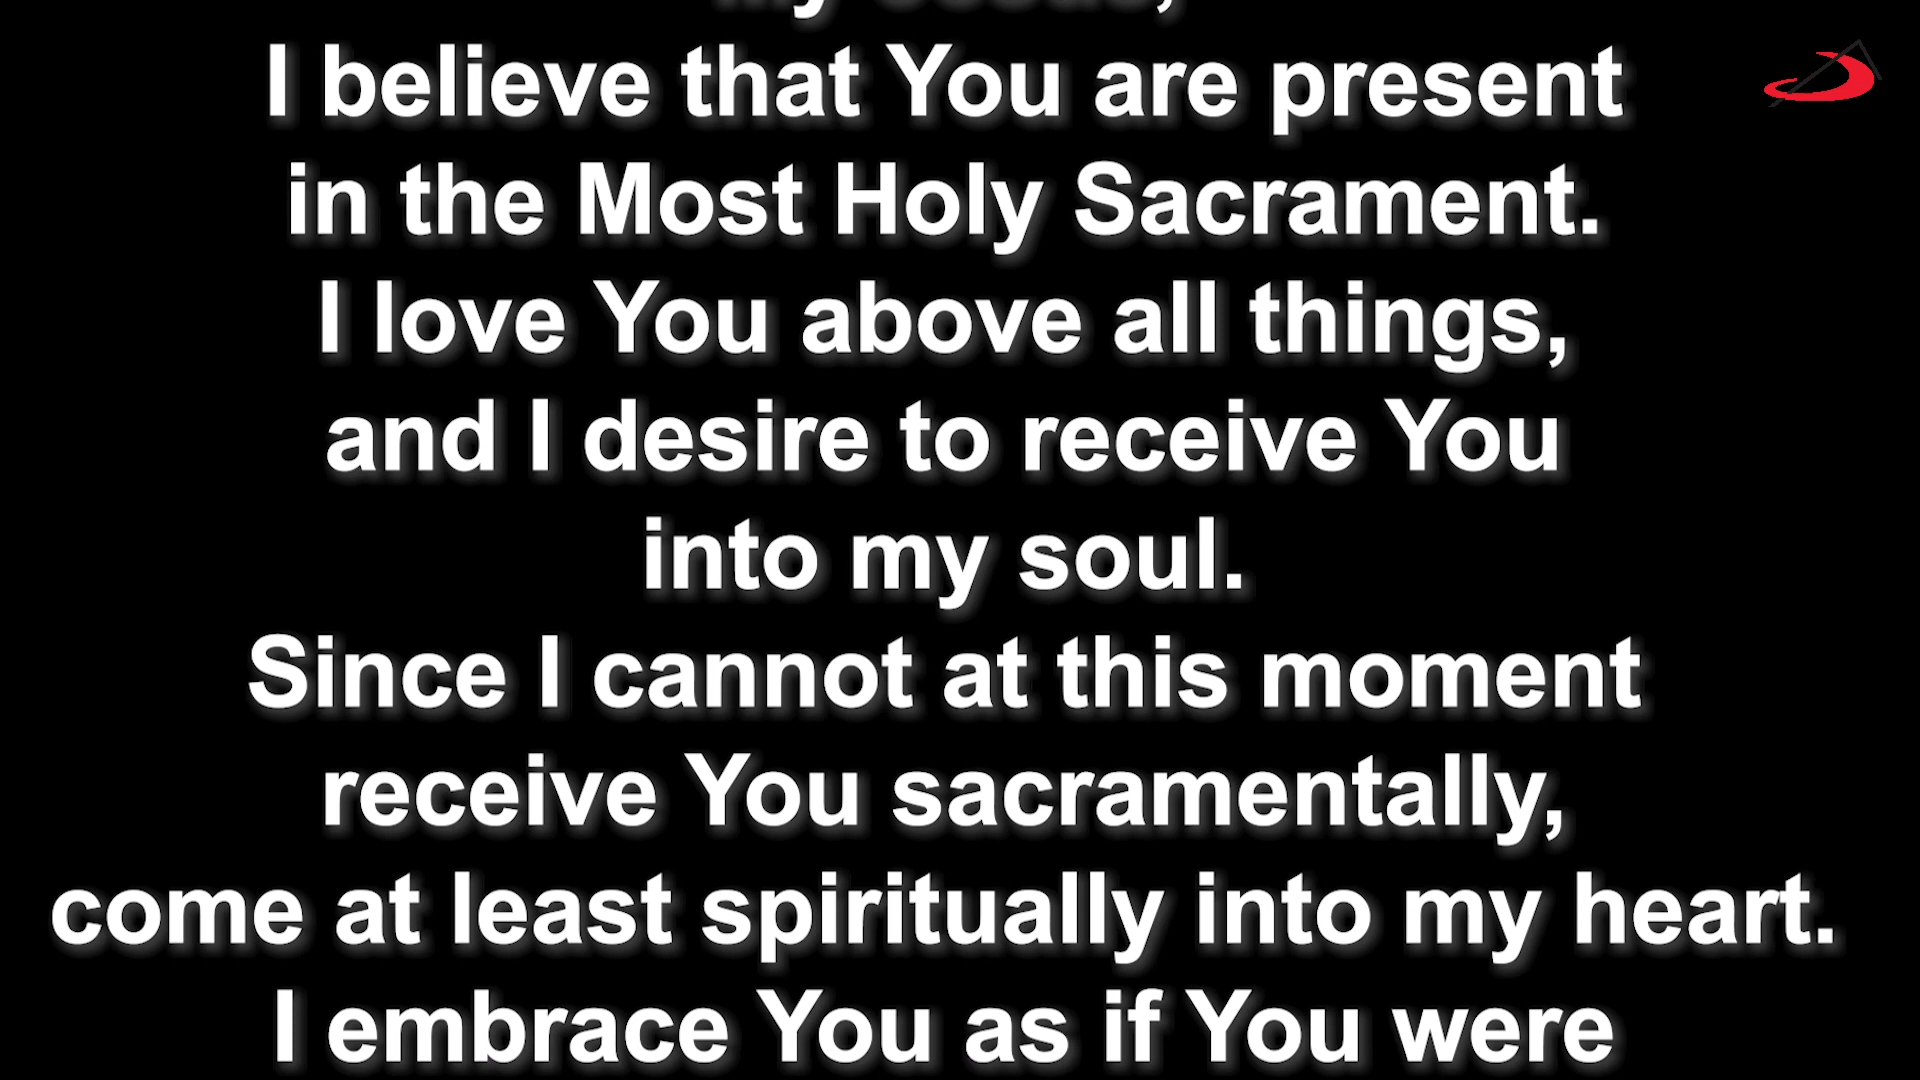 I believe that You are present
in the Most Holy Sacrament.
I love You above all things,
and I desire to receive You
into my soul.
Since I cannot at this moment
receive You sacramentally,
come at least spiritually into my heart.
I embrace You as if You were